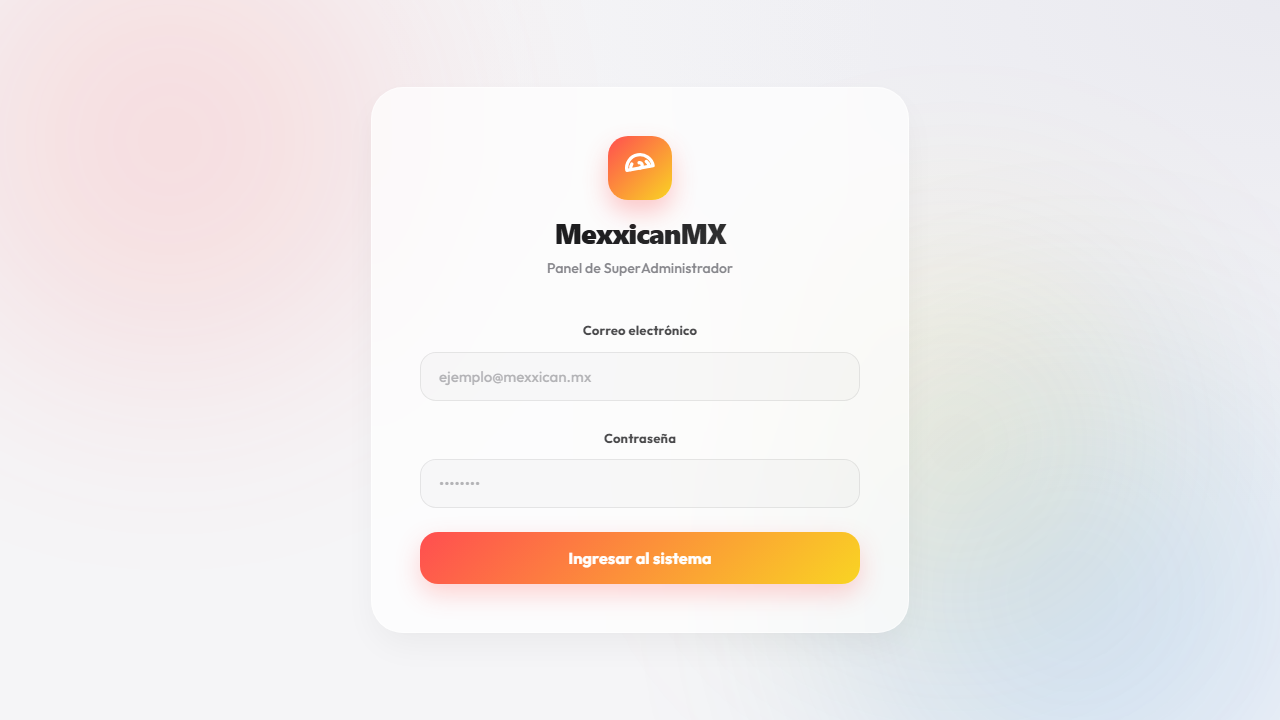 MexxicanMX
Panel de SuperAdministrador
Correo electrónico
ejemplo@mexxican.mx
Contraseña
••••••••
Ingresar al sistema